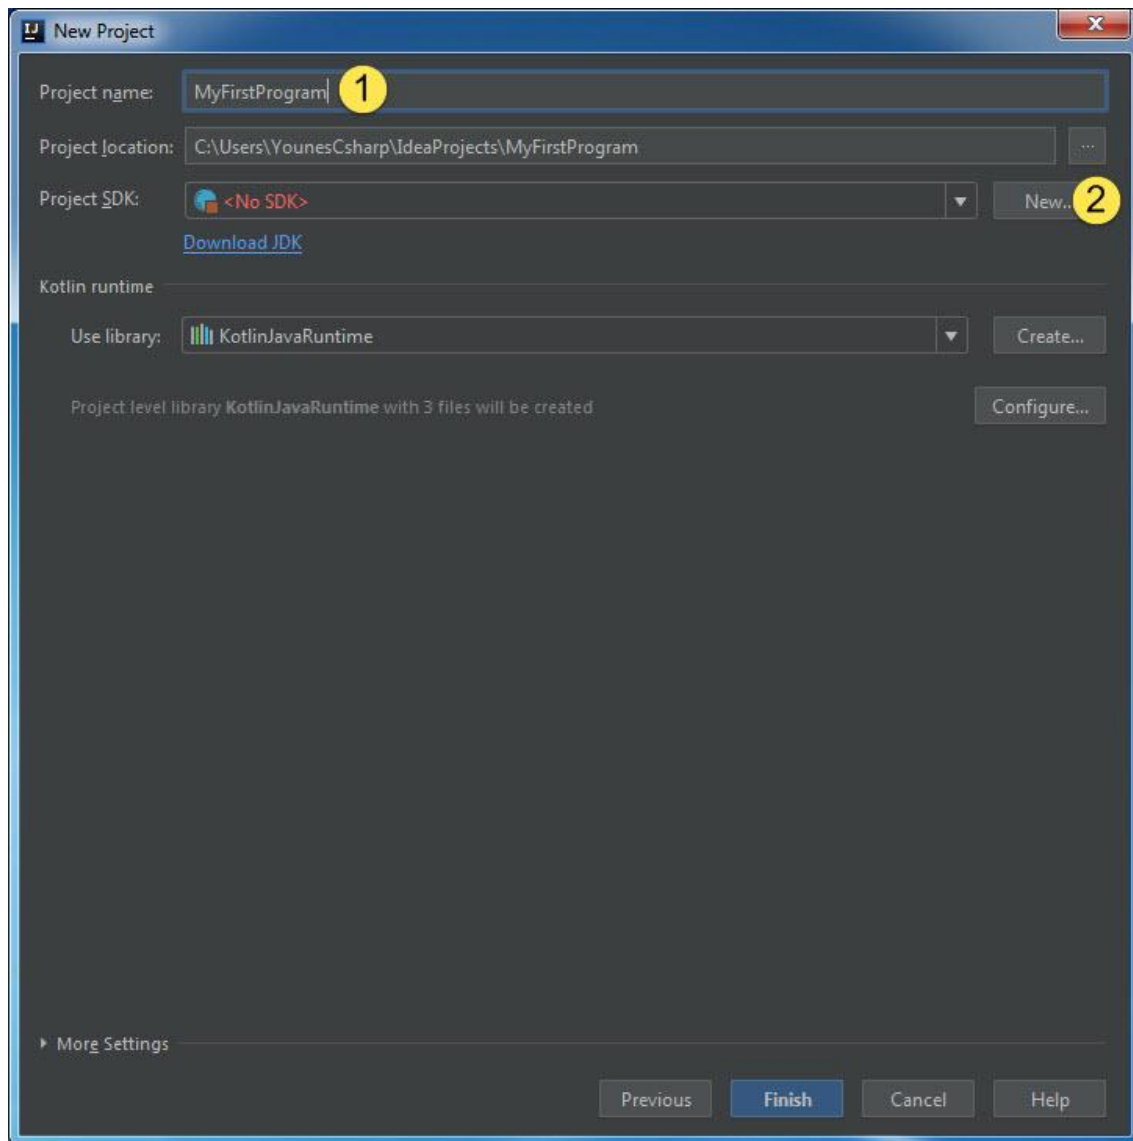 New Project
Project name: MyFirstProgram 1
Project location: C:\Users\YounesCsharp\IdeaProjects\MyFirstProgram ...
Project SDK: <No SDK> New.. 2
Download JDK
Kotlin runtime
Use library: KotlinJavaRuntime Create...
Project level library KotlinJavaRuntime with 3 files will be created Configure...
More Settings
Previous Finish Cancel Help